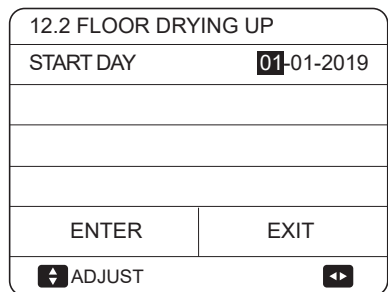 12.2 FLOOR DRYING UP
START DAY 01-01-2019
ENTER EXIT
ADJUST